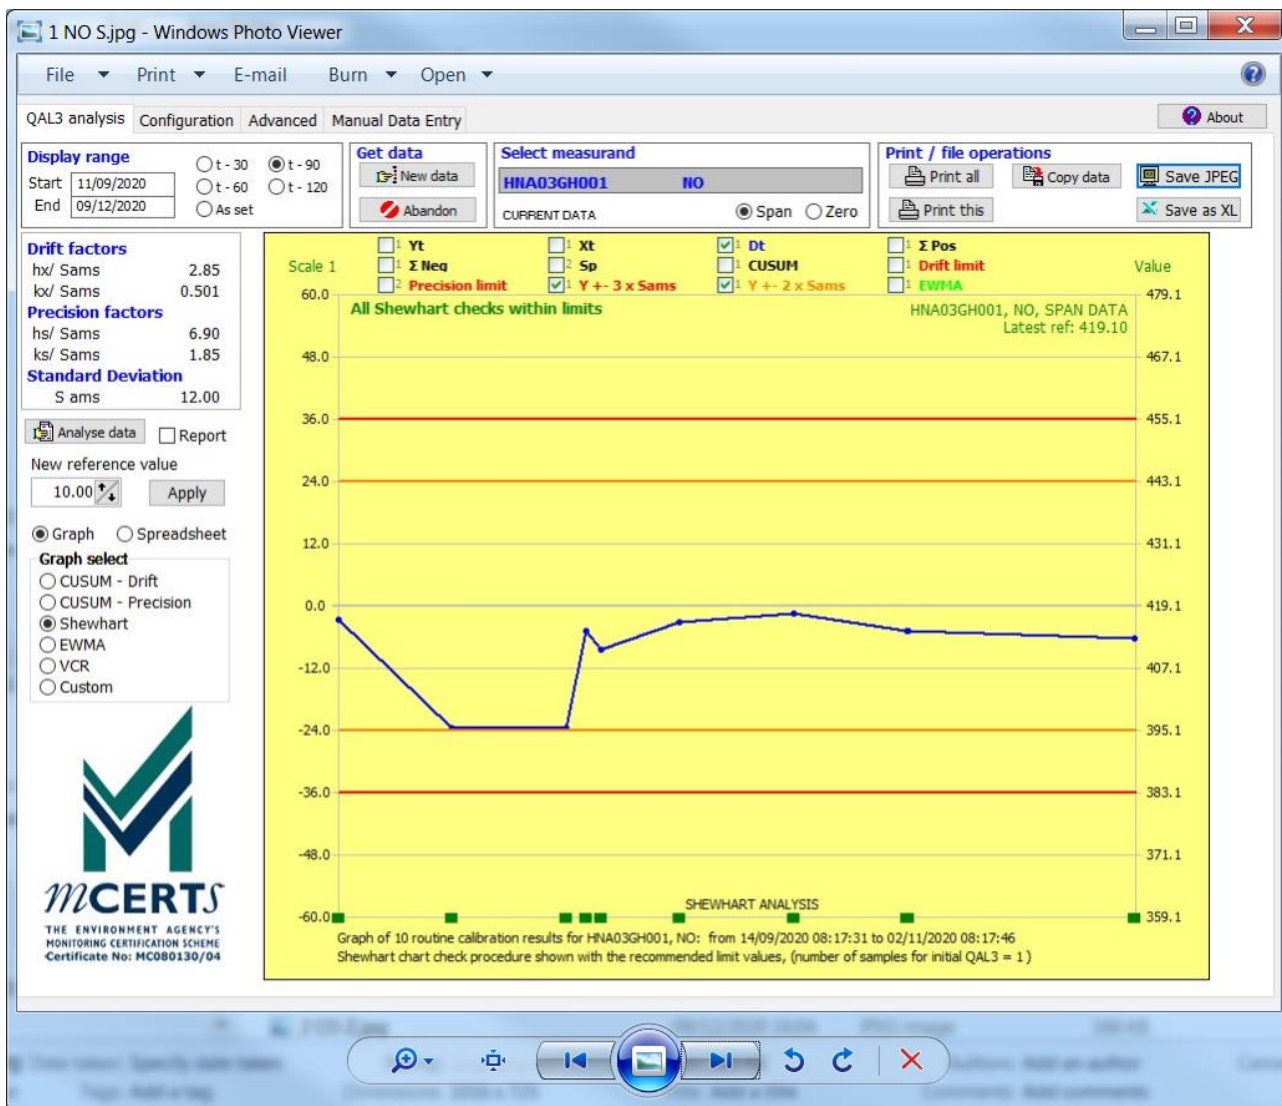 1 NO S.jpg - Windows Photo Viewer
File Print E-mail Burn Open
QAL3 analysis Configuration Advanced Manual Data Entry About
Display range
t - 30 t - 90
Start 11/09/2020 t - 60 t - 120
End 09/12/2020 As set
Get data
New data
Abandon
Select measurand
HNA03GH001 NO
CURRENT DATA Span Zero
Print / file operations
Print all Copy data Save JPEG
Print this Save as XL
Drift factors
hx/ Sams 2.85
kx/ Sams 0.501
Precision factors
hs/ Sams 6.90
ks/ Sams 1.85
Standard Deviation
S ams 12.00
Analyse data Report
New reference value
10.00 Apply
Graph Spreadsheet
Graph select
CUSUM - Drift
CUSUM - Precision
Shewhart
EWMA
VCR
Custom
mCERTS
THE ENVIRONMENT AGENCY'S
MONITORING CERTIFICATION SCHEME
Certificate No: MC080130/04
1 Yt 1 Xt 1 Dt 1 Σ Pos
Scale 1 1 Σ Neg 2 Sp 1 CUSUM 1 Drift limit Value
2 Precision limit 1 Y +- 3 x Sams 1 Y +- 2 x Sams 1 EWMA
60.0 479.1
All Shewhart checks within limits HNA03GH001, NO, SPAN DATA
Latest ref: 419.10
48.0 467.1
36.0 455.1
24.0 443.1
12.0 431.1
0.0 419.1
-12.0 407.1
-24.0 395.1
-36.0 383.1
-48.0 371.1
SHEWHART ANALYSIS
-60.0 359.1
Graph of 10 routine calibration results for HNA03GH001, NO: from 14/09/2020 08:17:31 to 02/11/2020 08:17:46
Shewhart chart check procedure shown with the recommended limit values, (number of samples for initial QAL3 = 1 )